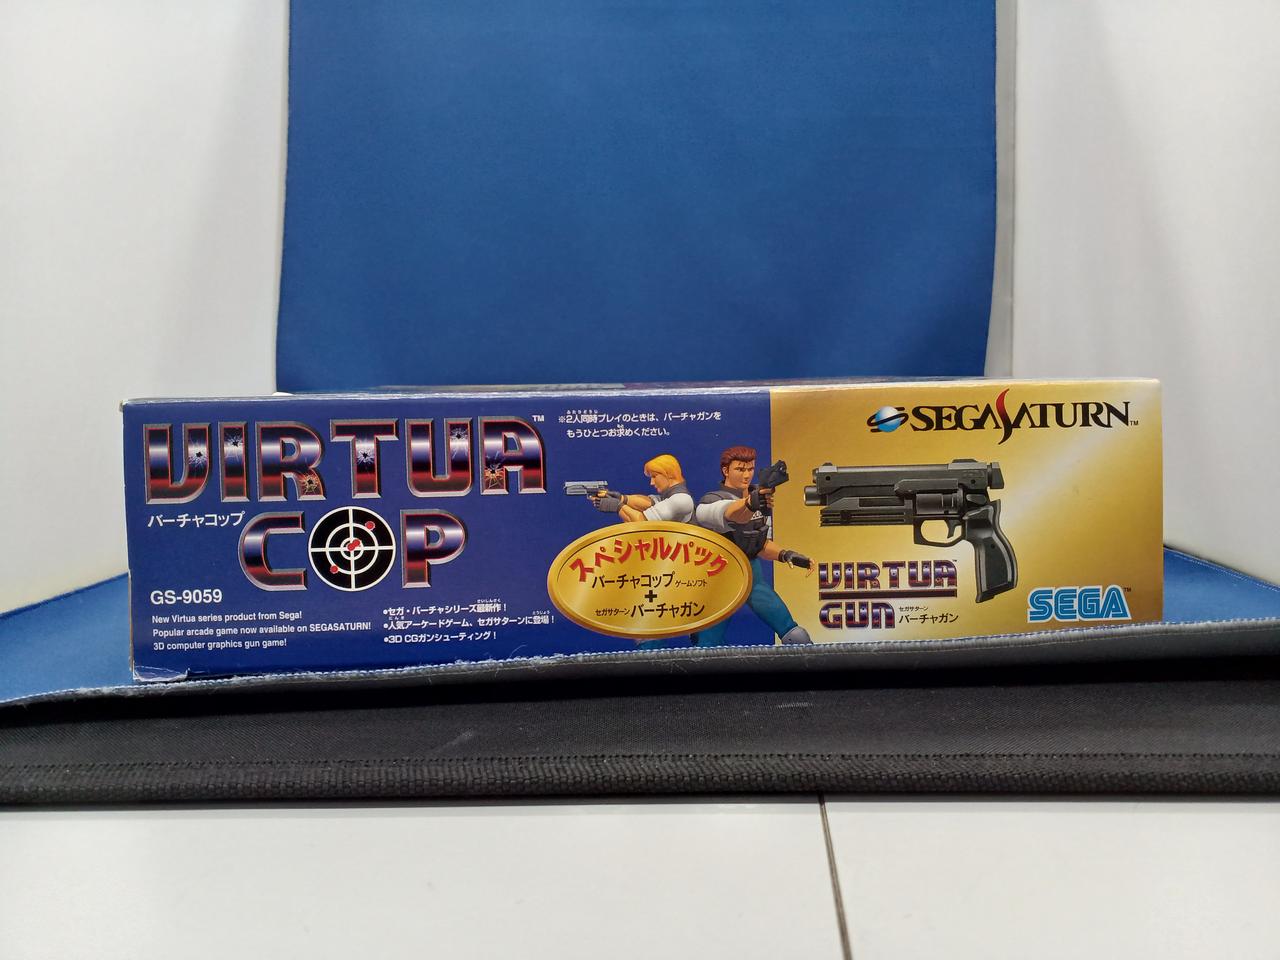 VIRTUA
COP
TM
バーチャコップ
GS-9059
New Virtua series product from Sega!
Popular arcade game now available on SEGASATURN!
3D computer graphics gun game!
●セガ・バーチャシリーズ最新作!
●人気アーケードゲーム、セガサターンに登場!
●3D CGガンシューティング!
※2人同時プレイのときは、バーチャガンを
もうひとつお求めください。
スペシャルパック
バーチャコップ ゲームソフト
+
セガサターン バーチャガン
SEGA SATURN TM
VIRTUA
GUN
セガサターン
バーチャガン
SEGA TM